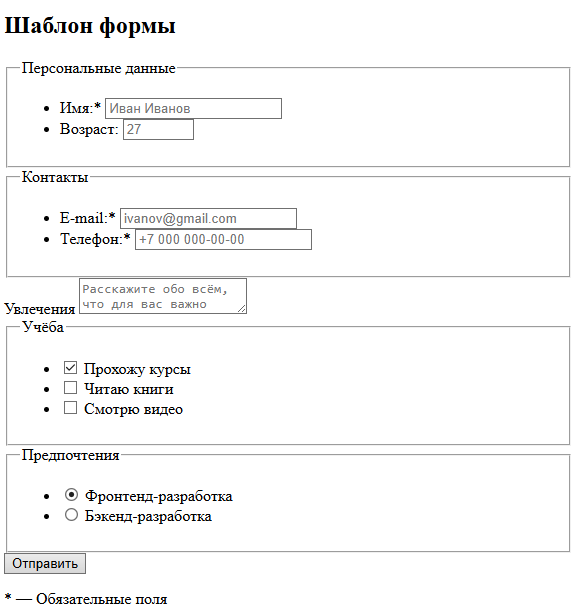 Шаблон формы
Персональные данные
Имя:* Иван Иванов
Возраст: 27
Контакты
E-mail:* ivanov@gmail.com
Телефон:* +7 000 000-00-00
Увлечения Расскажите обо всём,
что для вас важно
Учёба
Прохожу курсы
Читаю книги
Смотрю видео
Предпочтения
Фронтенд-разработка
Бэкенд-разработка
Отправить
* — Обязательные поля